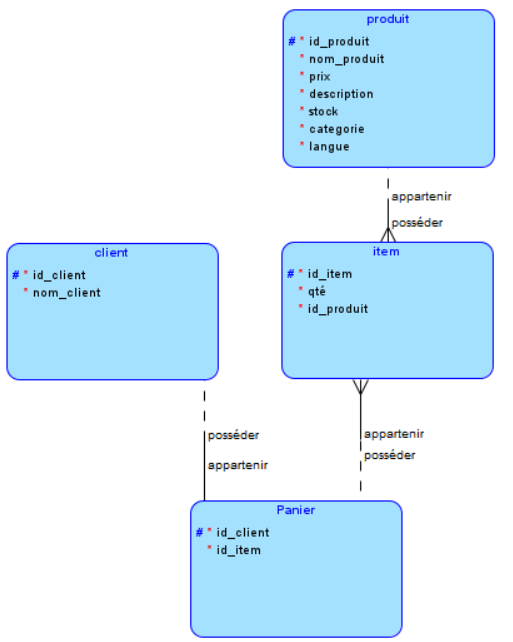 produit
# * id_produit
* nom_produit
* prix
* description
* stock
* categorie
* langue
appartenir
posséder
item
# * id_item
* qté
* id_produit
client
# * id_client
* nom_client
posséder
appartenir
appartenir
posséder
Panier
# * id_client
* id_item